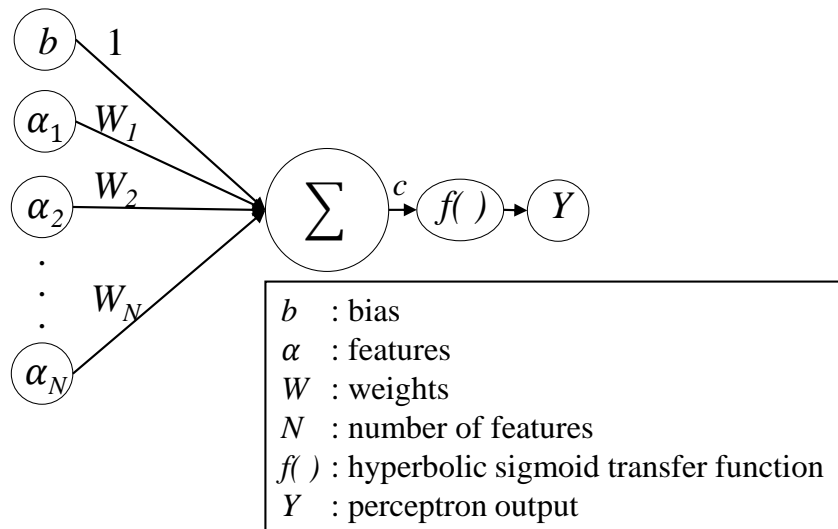 b 1
α1 W1
α2 W2
∑ c f( ) Y
.
.
.
WN
αN
b : bias
α : features
W : weights
N : number of features
f( ) : hyperbolic sigmoid transfer function
Y : perceptron output